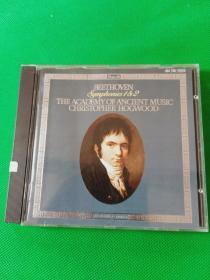 BEETHOVEN
Symphonies 1 & 2
THE ACADEMY OF ANCIENT MUSIC
CHRISTOPHER HOGWOOD